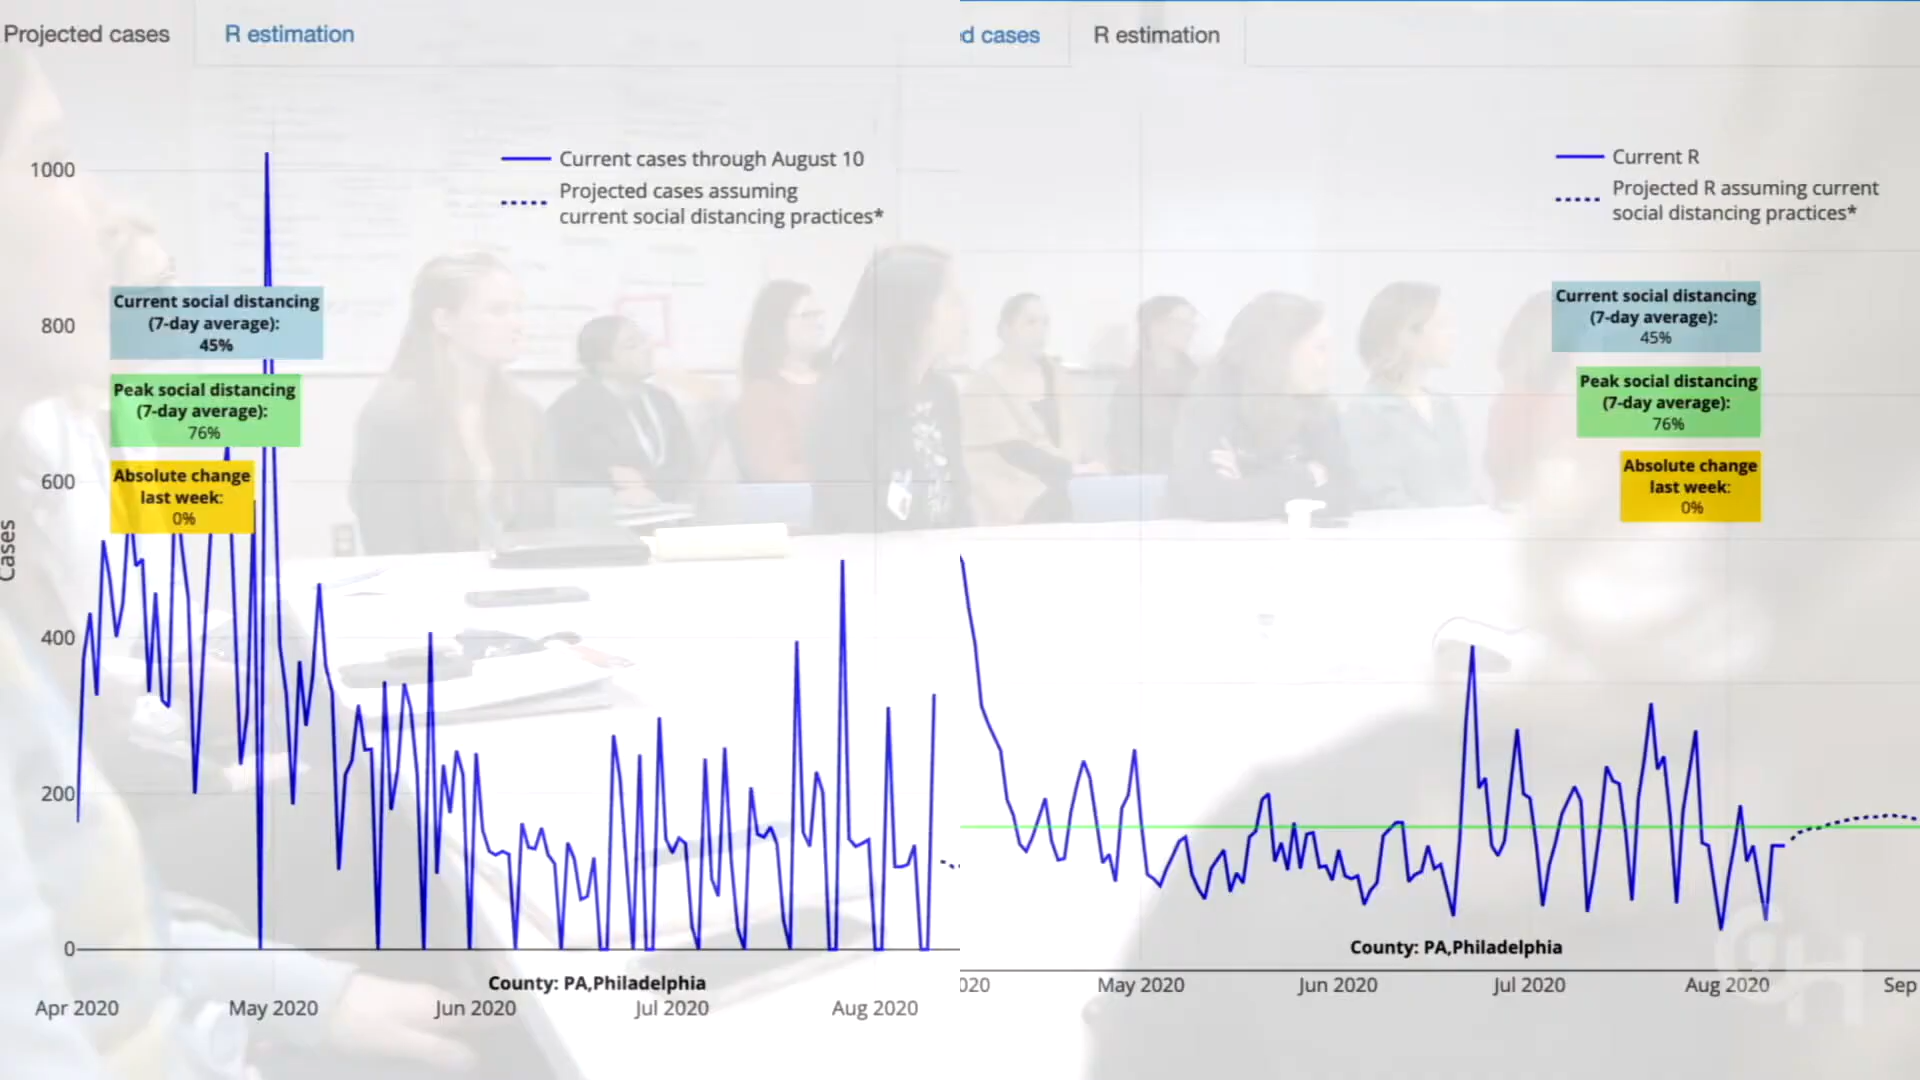 Projected cases
R estimation
1000
800
600
400
200
0
Cases
Current cases through August 10
Projected cases assuming
current social distancing practices*
Current social distancing
(7-day average):
45%
Peak social distancing
(7-day average):
76%
Absolute change
last week:
0%
County: PA,Philadelphia
Apr 2020
May 2020
Jun 2020
Jul 2020
Aug 2020
d cases
R estimation
Current R
Projected R assuming current
social distancing practices*
Current social distancing
(7-day average):
45%
Peak social distancing
(7-day average):
76%
Absolute change
last week:
0%
County: PA,Philadelphia
020
May 2020
Jun 2020
Jul 2020
Aug 2020
Sep